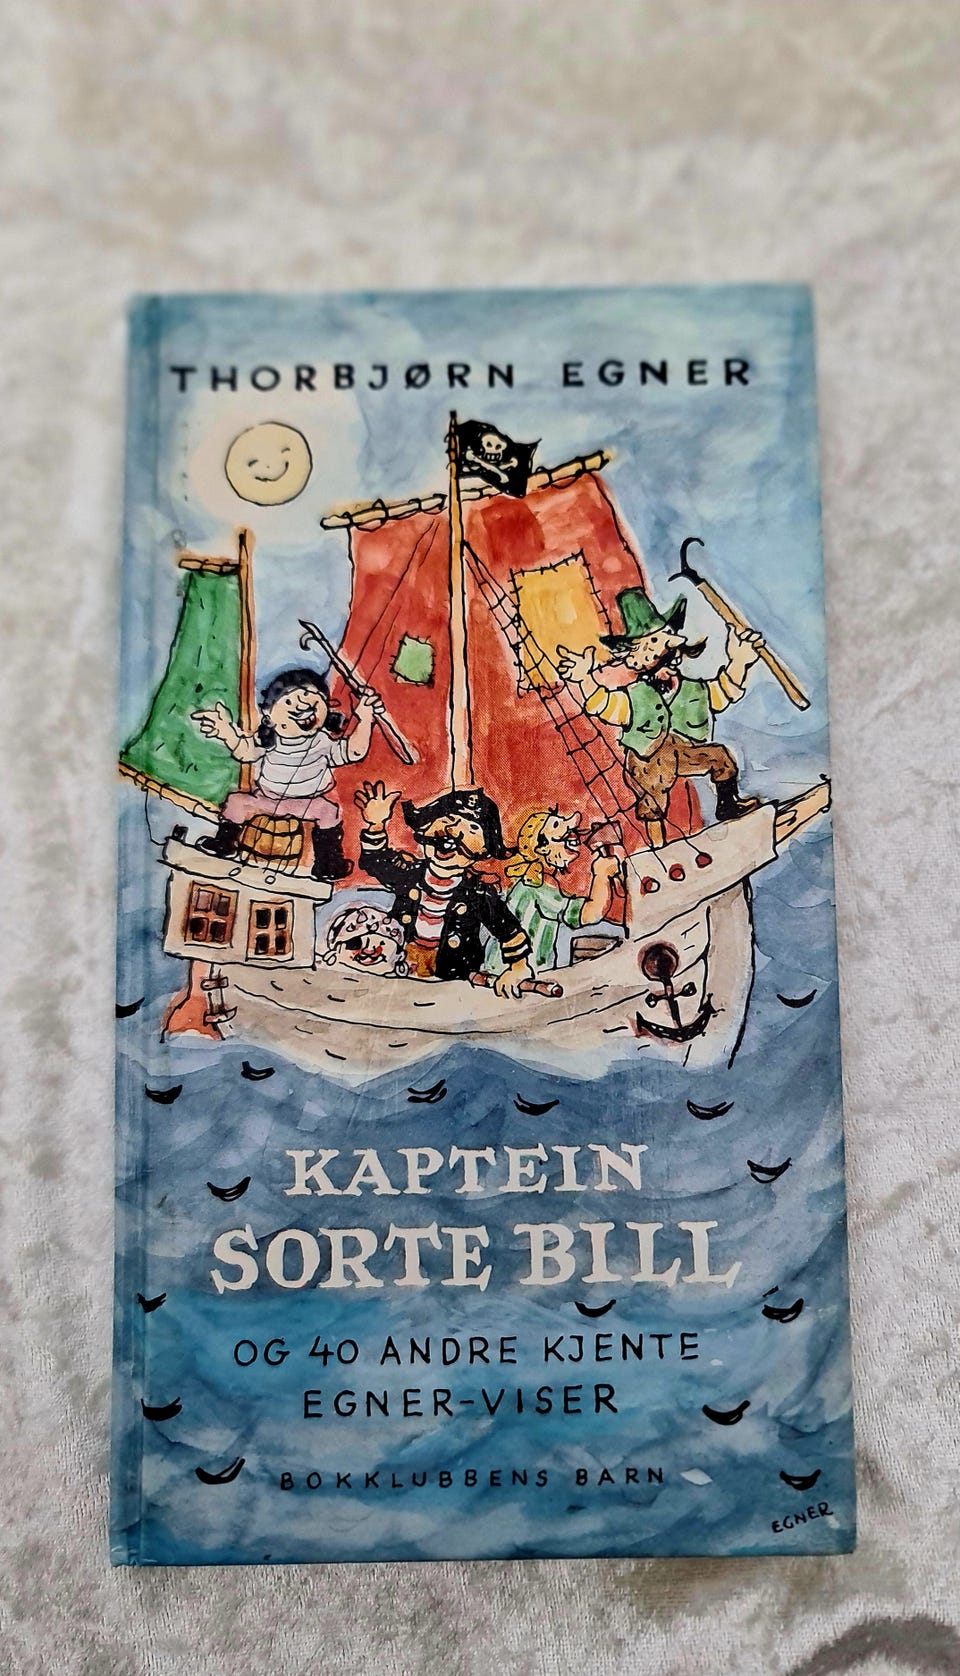 THORBJØRN EGNER
KAPTEIN
SORTE BILL
OG 40 ANDRE KJENTE
EGNER-VISER
BOKKLUBBENS BARN
EGNER